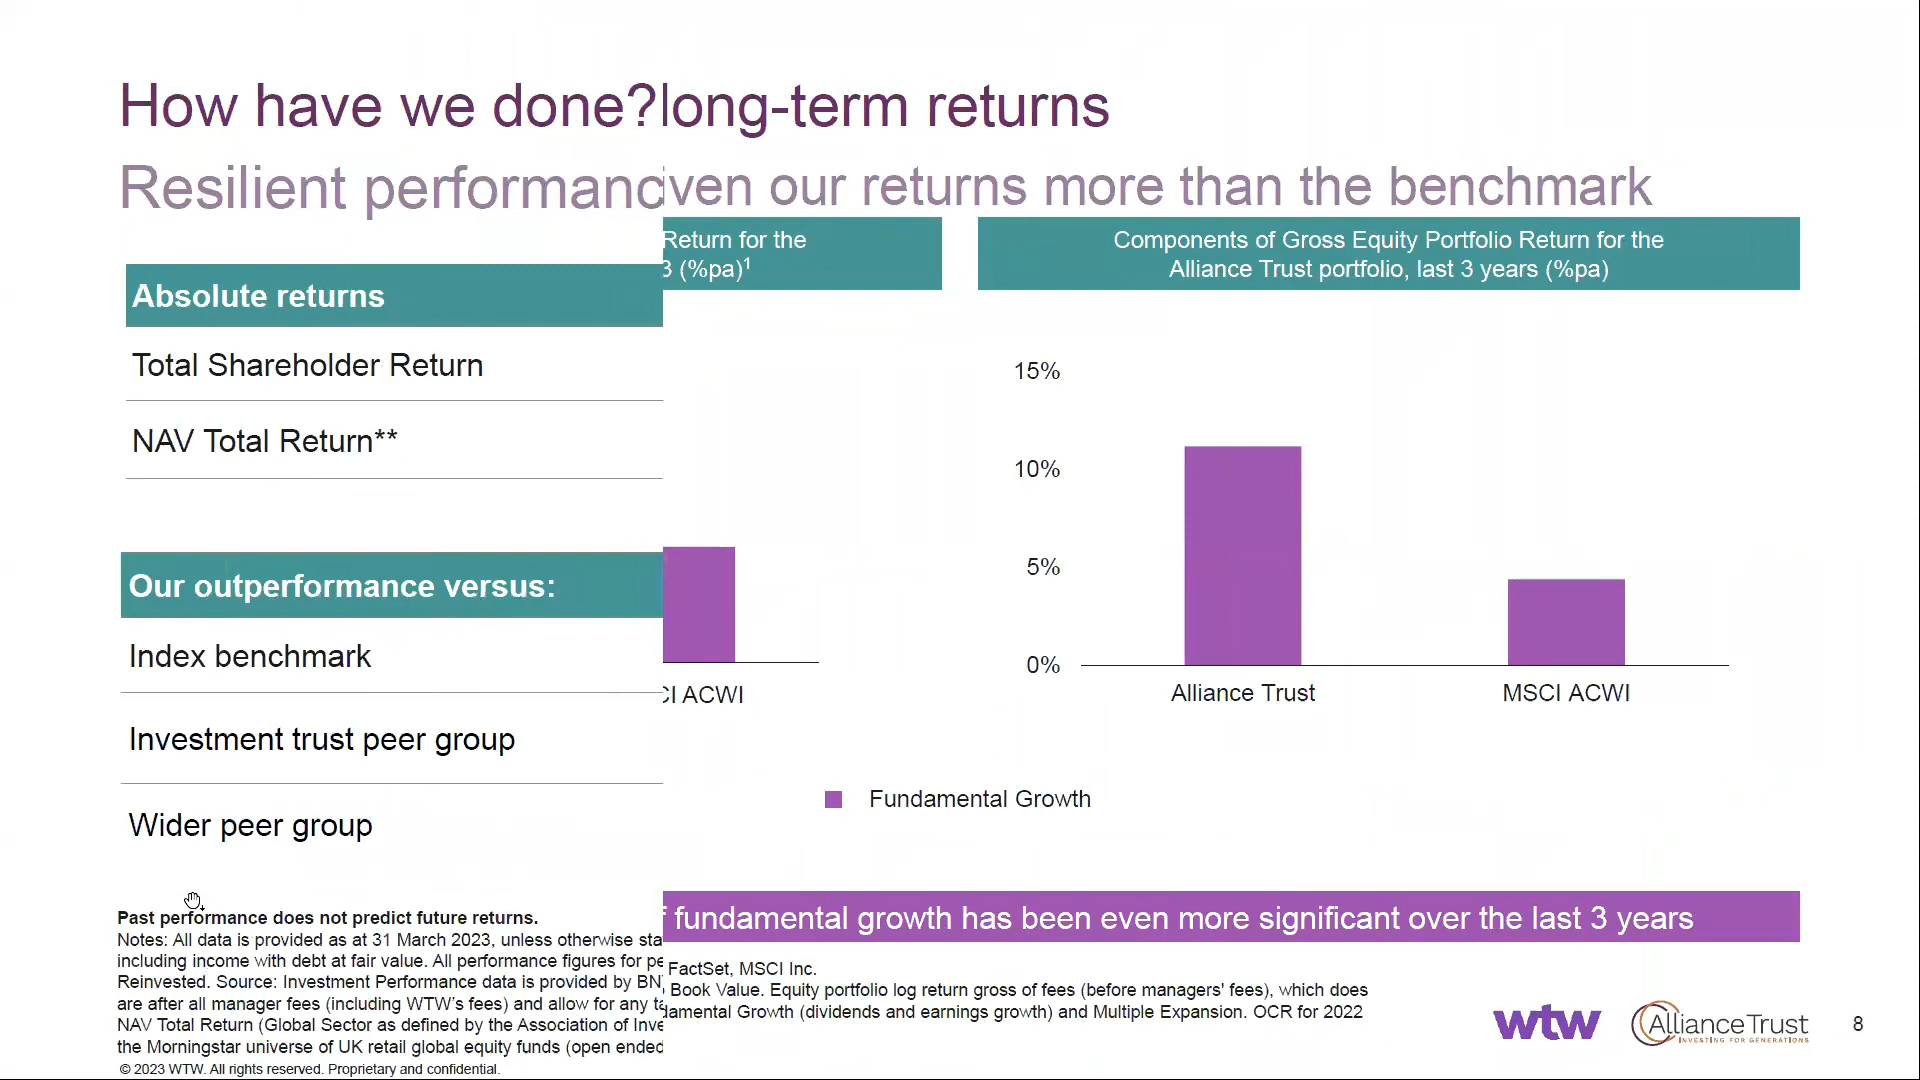 How have we done?long-term returns
Resilient performanc iven our returns more than the benchmark
Return for the
3 (%pa)1
Components of Gross Equity Portfolio Return for the
Alliance Trust portfolio, last 3 years (%pa)
Absolute returns
Total Shareholder Return
NAV Total Return**
Our outperformance versus:
Index benchmark
Investment trust peer group
Wider peer group
CI ACWI
15%
10%
5%
0%
Alliance Trust
MSCI ACWI
Fundamental Growth
fundamental growth has been even more significant over the last 3 years
Past performance does not predict future returns.
Notes: All data is provided as at 31 March 2023, unless otherwise sta
including income with debt at fair value. All performance figures for pe
Reinvested. Source: Investment Performance data is provided by BN
are after all manager fees (including WTW's fees) and allow for any ta
NAV Total Return (Global Sector as defined by the Association of Inve
the Morningstar universe of UK retail global equity funds (open ended
© 2023 WTW. All rights reserved. Proprietary and confidential.
FactSet, MSCI Inc.
Book Value. Equity portfolio log return gross of fees (before managers' fees), which does
damental Growth (dividends and earnings growth) and Multiple Expansion. OCR for 2022
wtw
Alliance Trust
INVESTING FOR GENERATIONS
8